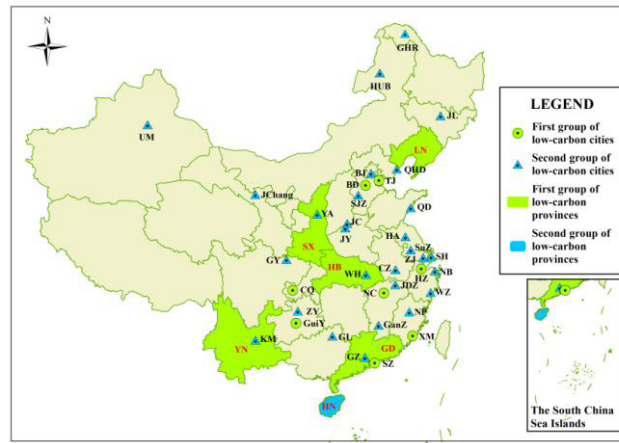 N
GHR
HUB
JL
UM
LN
BJ
QHD
BD
TJ
JChang
SJZ
YA
QD
JC
JY
HA
SX
SuZ
GY
ZJ
SH
HB
CZ
WH
HZ
NB
CQ
NC
JDZ
WZ
ZY
NP
GuiY
GanZ
YN
KM
GL
GD
XM
GZ
SZ
HN
LEGEND
First group of
low-carbon cities
Second group of
low-carbon cities
First group of
low-carbon
provinces
Second group of
low-carbon
provinces
The South China
Sea Islands